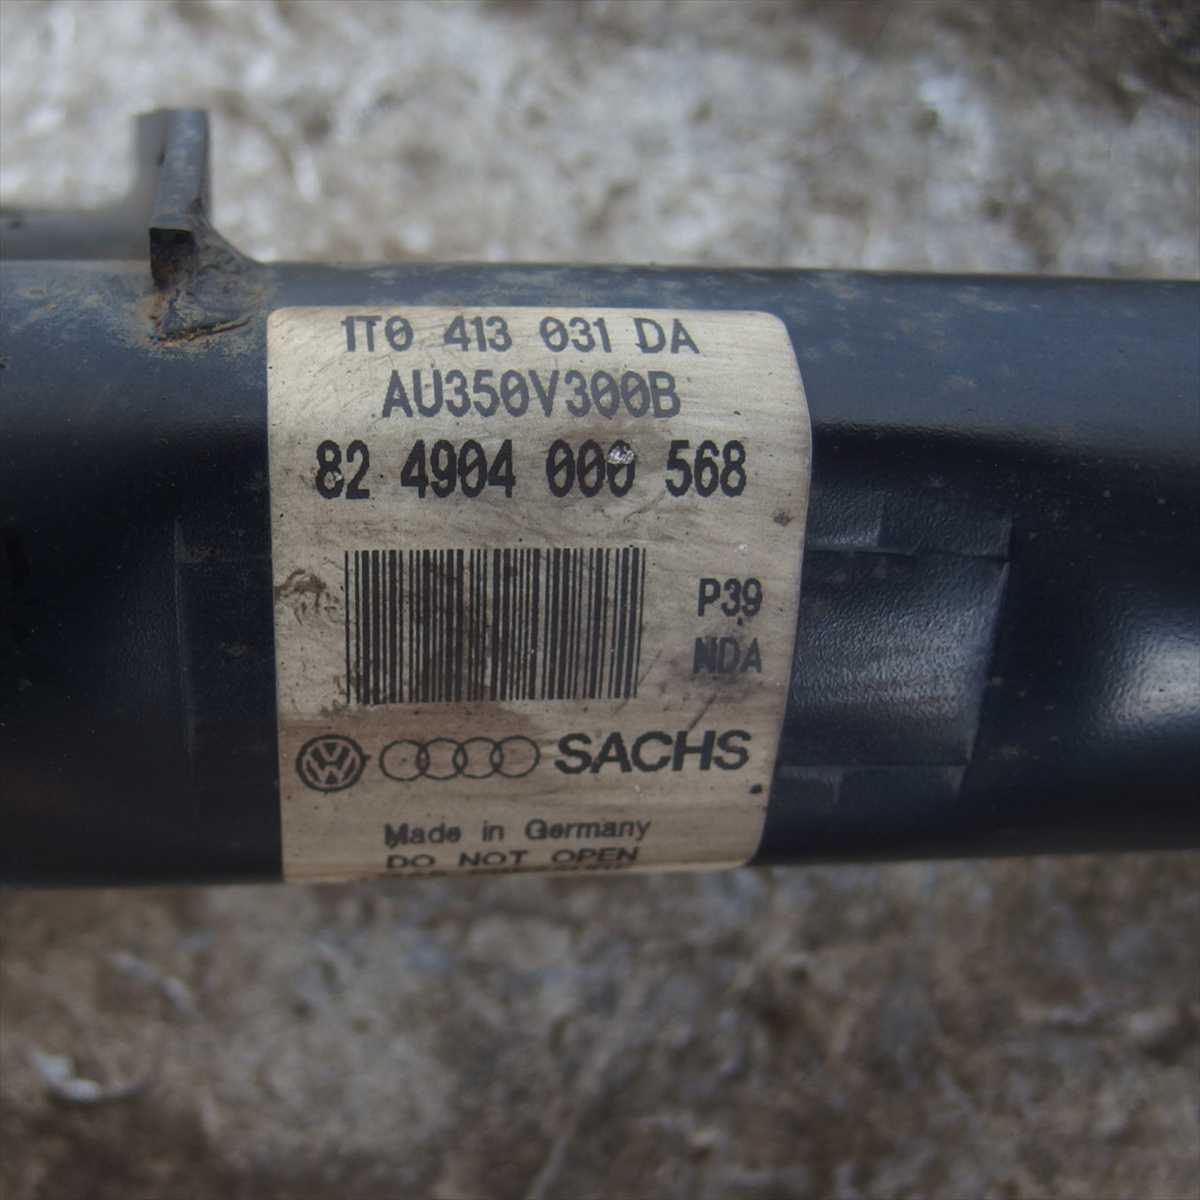 1T0 413 031 DA
AU350V300B
82 4904 000 568
P39
NDA
SACHS
Made in Germany
DO NOT OPEN